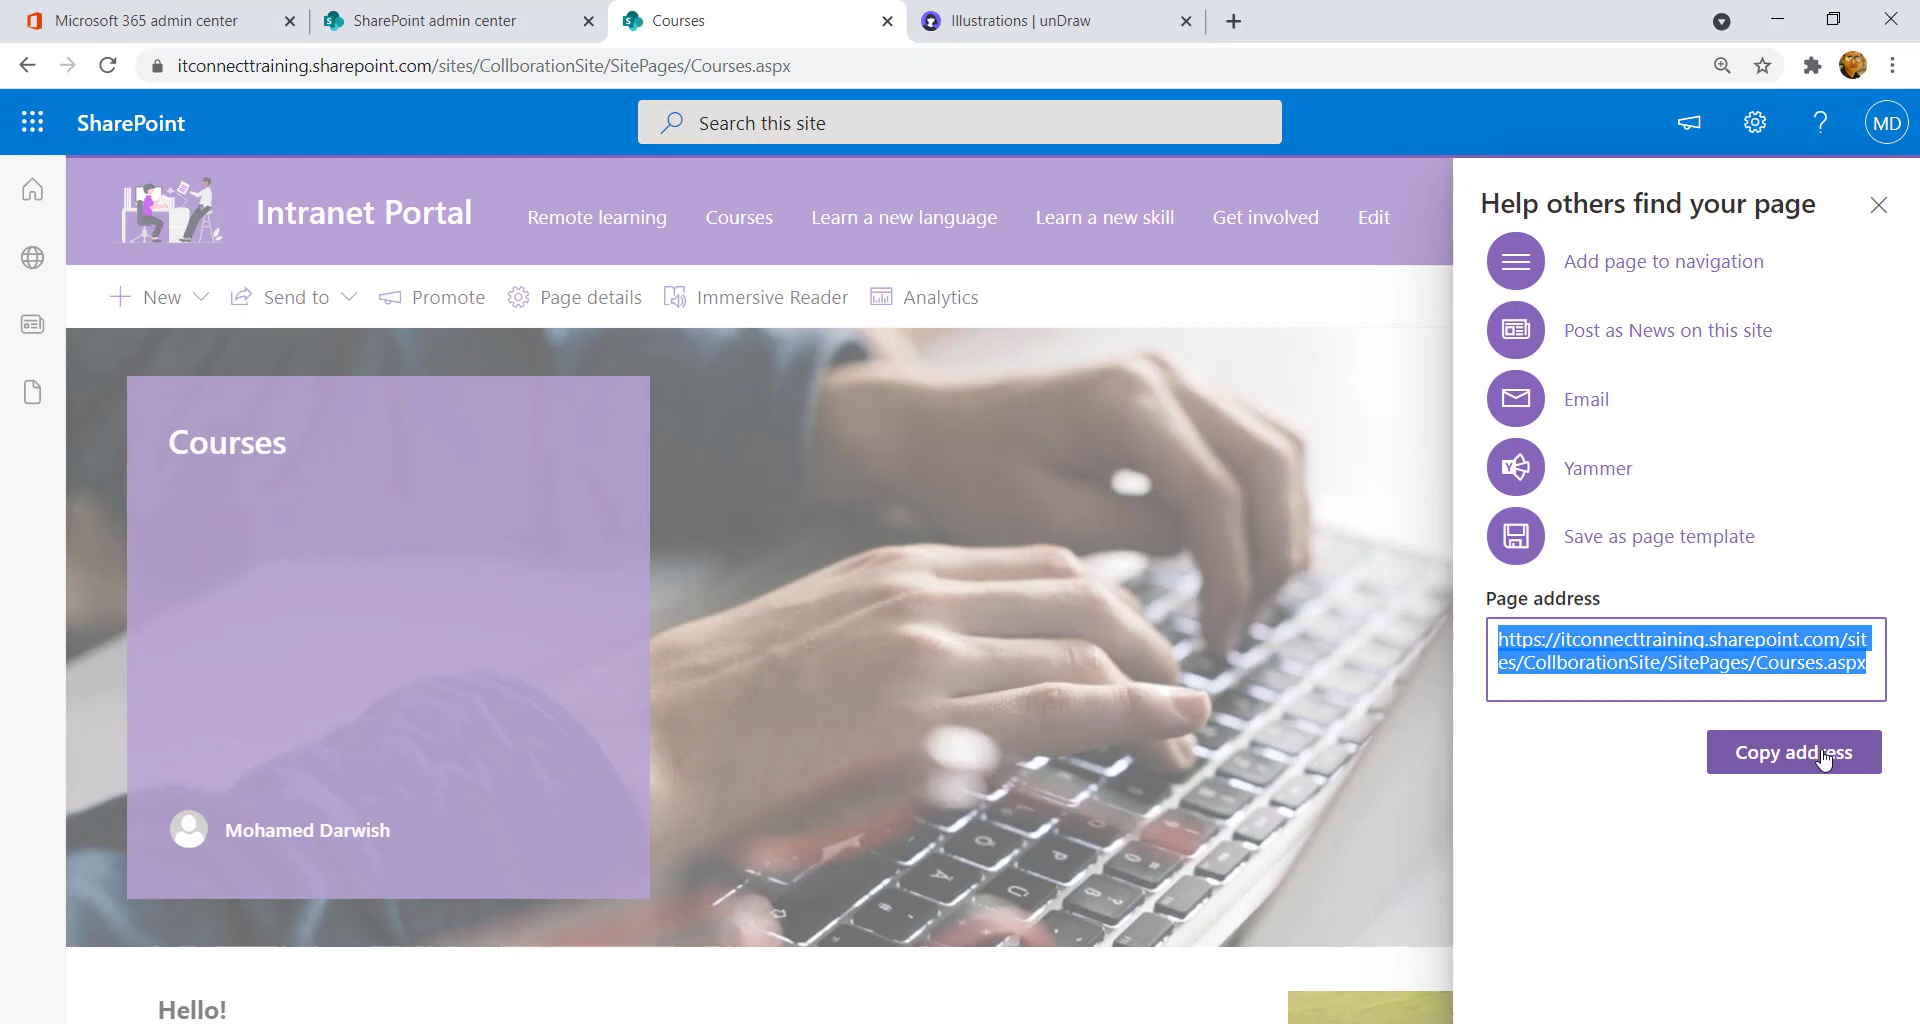 Microsoft 365 admin center
SharePoint admin center
Courses
Illustrations | unDraw
itconnecttraining.sharepoint.com/sites/CollborationSite/SitePages/Courses.aspx
SharePoint
Search this site
MD
Intranet Portal
Remote learning
Courses
Learn a new language
Learn a new skill
Get involved
Edit
New
Send to
Promote
Page details
Immersive Reader
Analytics
Courses
Mohamed Darwish
Hello!
Help others find your page
Add page to navigation
Post as News on this site
Email
Yammer
Save as page template
Page address
https://itconnecttraining.sharepoint.com/sit
es/CollborationSite/SitePages/Courses.aspx
Copy address